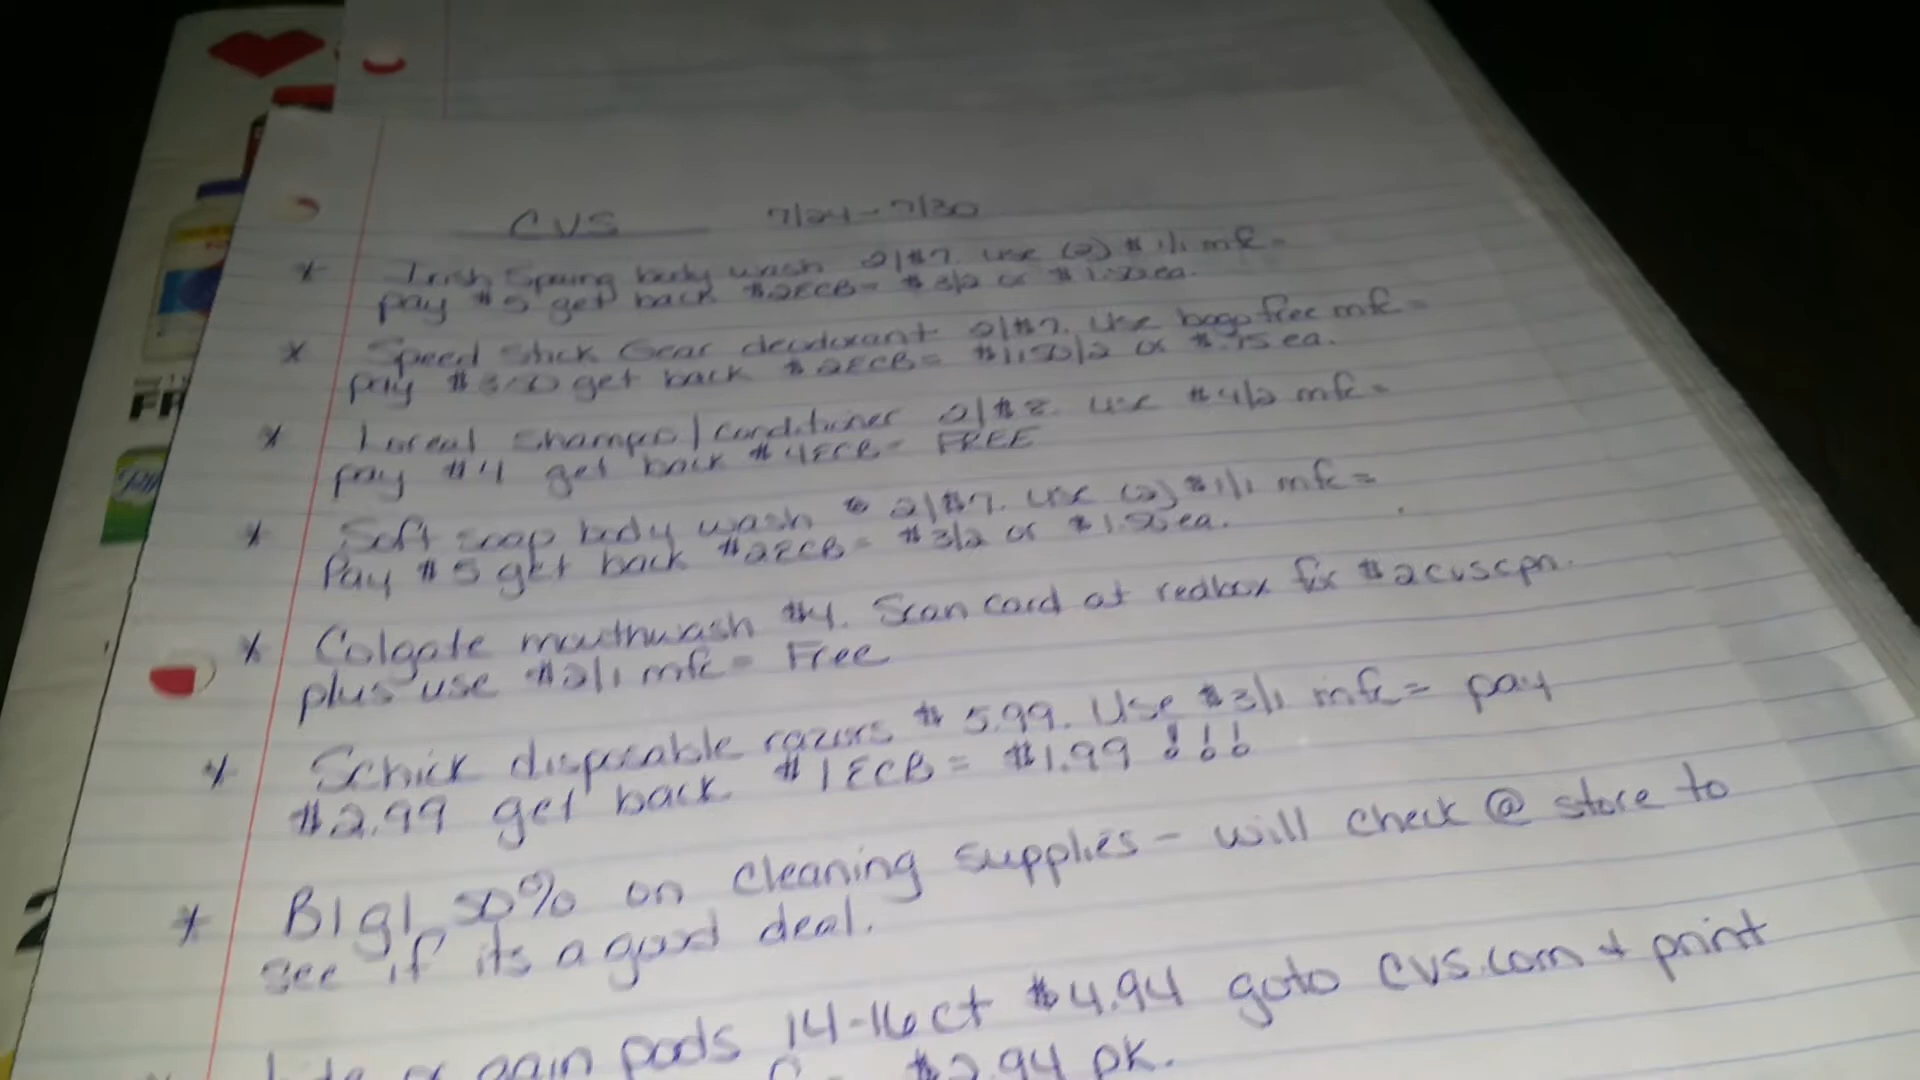 CVS 7/24-7/30
* Irish Spring body wash 2/$7. use (2) $1/1 mfc =
pay $5 get back $2ECB = $3/2 or $1.50 ea.
* Speed Stick Gear deodorant 2/$7. Use bogo free mfc =
pay $3.50 get back $2ECB = $1.50/2 or $.75 ea.
* Loreal shampoo/conditioner 2/$8. use $4/2 mfc =
pay $4 get back $4ECB = FREE
* Soft soap body wash 2/$7. use (2) $1/1 mfc =
Pay $5 get back $2ECB = $3/2 or $1.50 ea.
* Colgate mouthwash $4. Scan card at redbox for $2cvscpn.
plus use $2/1 mfc = Free
* Schick disposable razors $5.99. Use $3/1 mfc = pay
$2.99 get back $1ECB = $1.99 !!!
* B1g1 50% on cleaning supplies - will check @ store to
see if its a good deal.
or gain pods 14-16ct $4.94 goto cvs.com + print
$2.94 pk.
FR
2